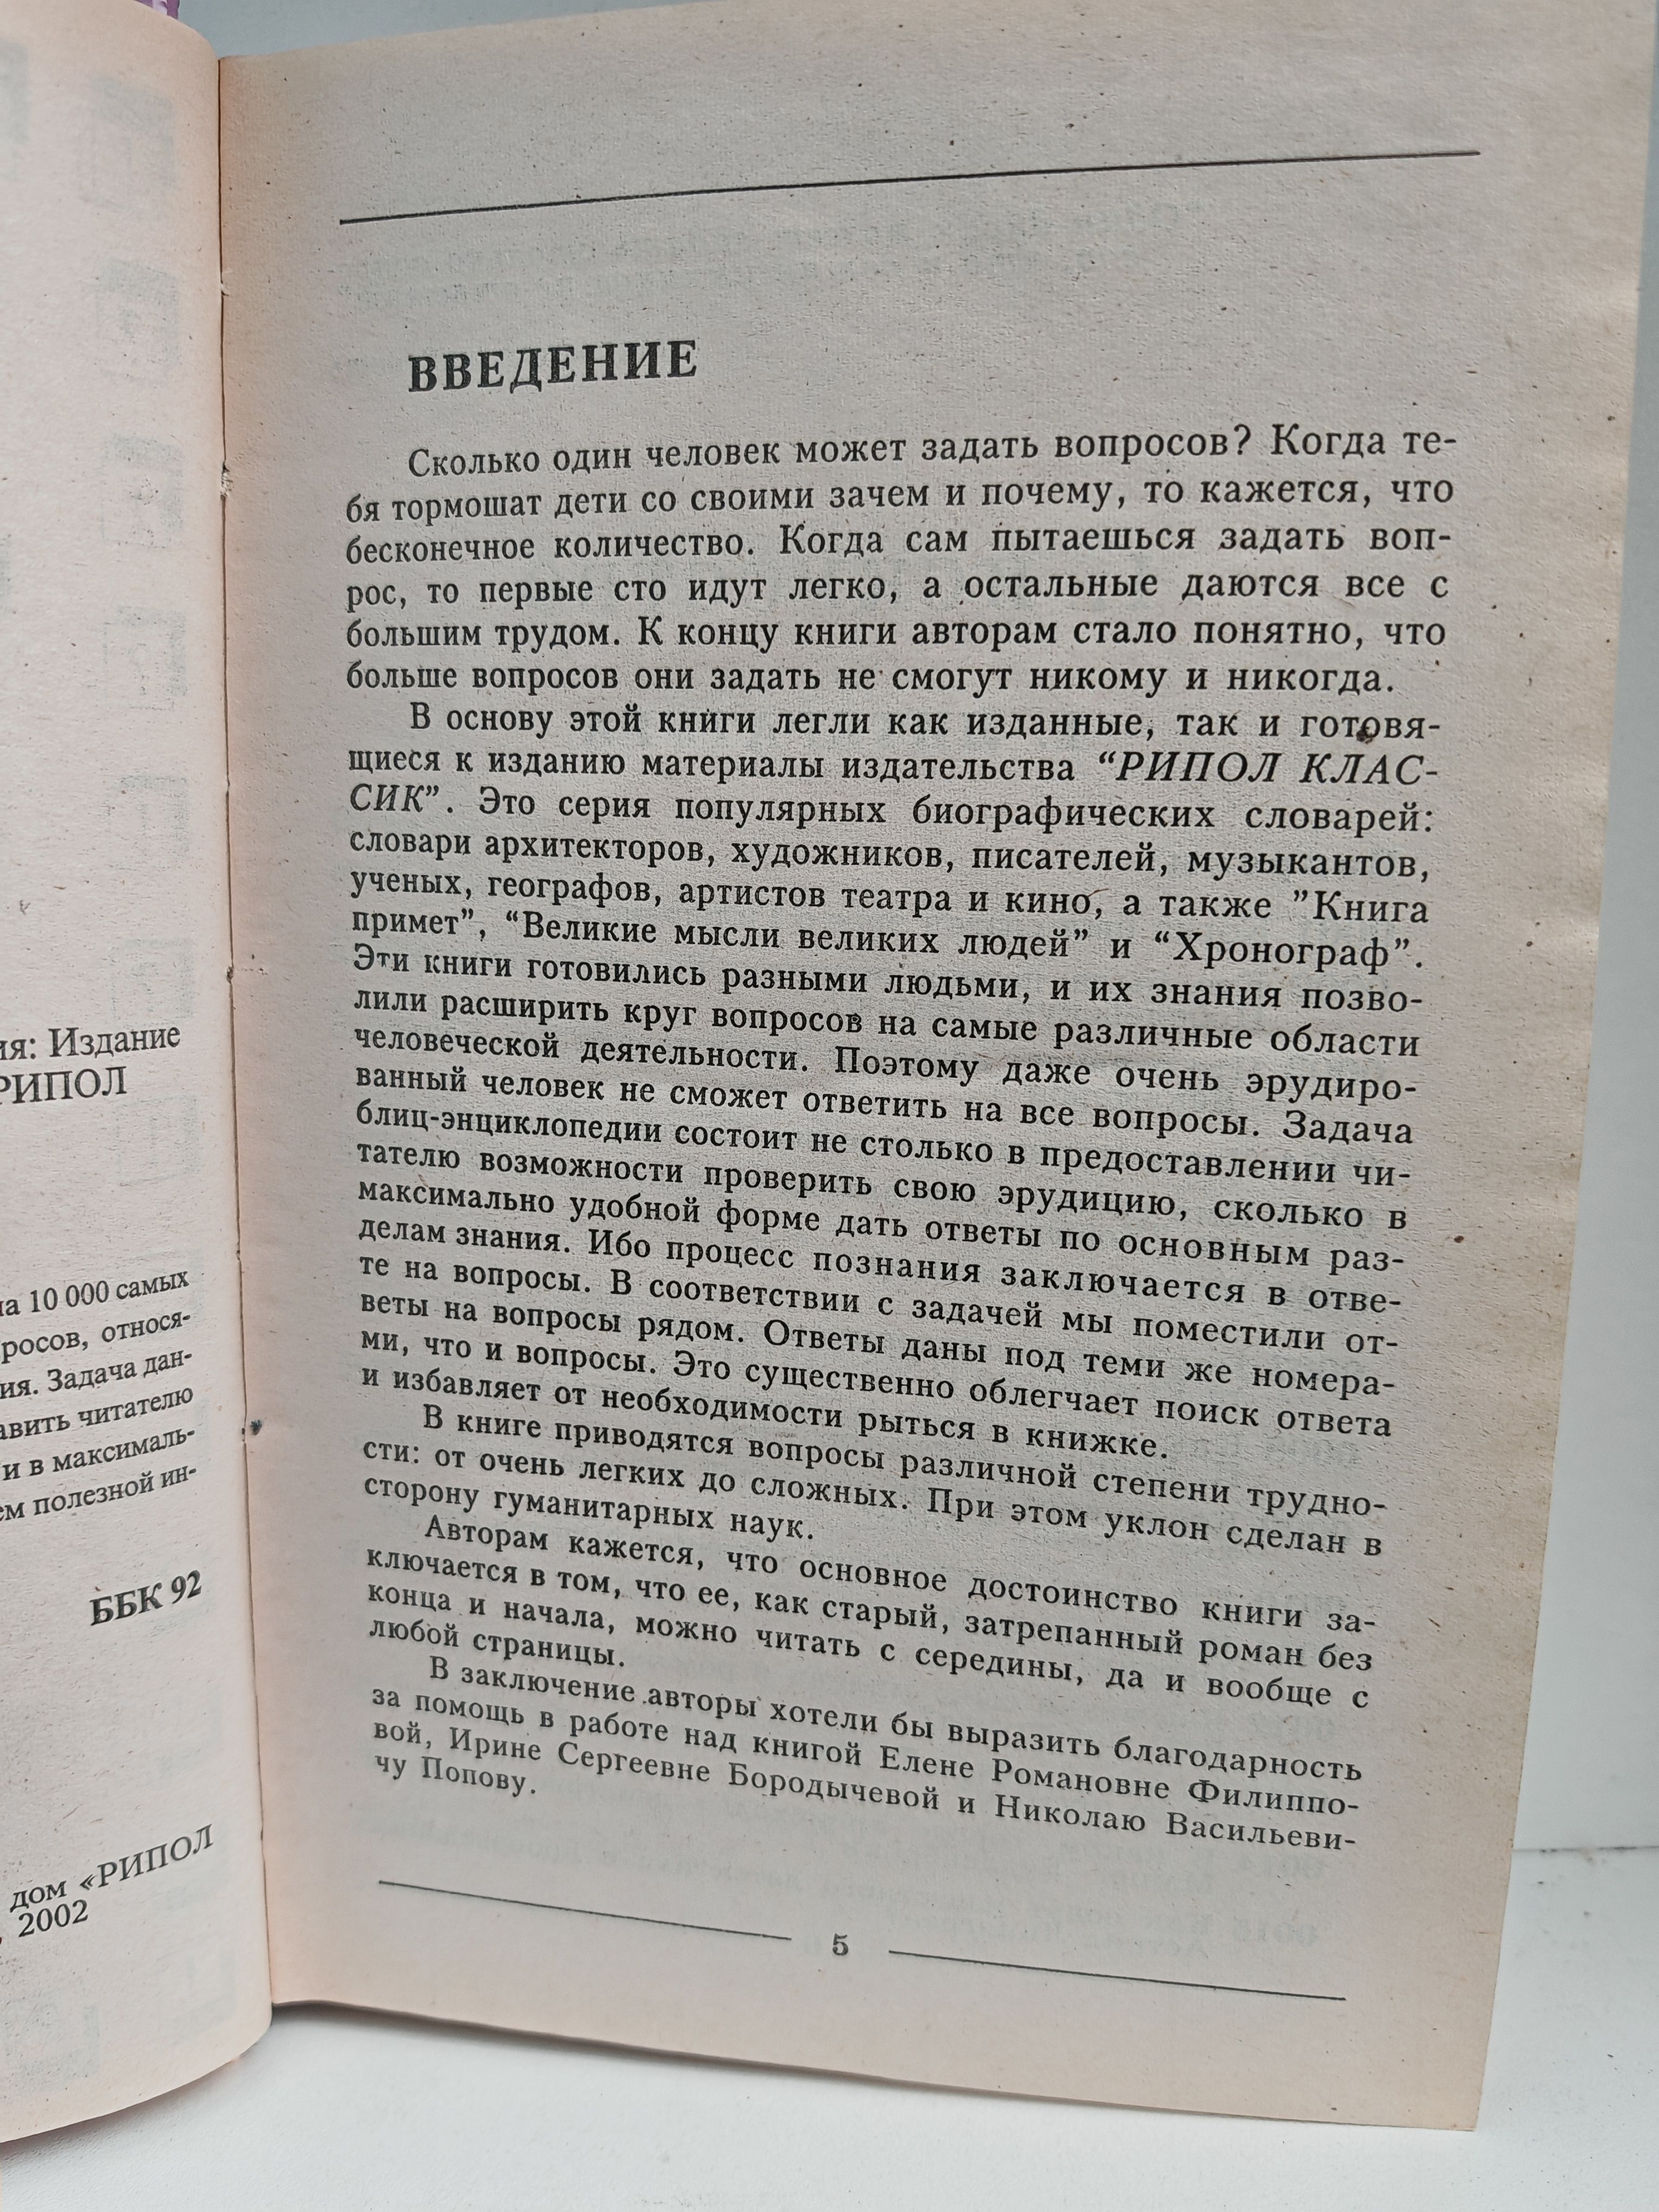 ия: Издание
РИПОЛ
на 10 000 самых
росов, относя-
ия. Задача дан-
авить читателю
и в максималь-
ем полезной ин-
ББК 92
дом «РИПОЛ
2002
ВВЕДЕНИЕ
Сколько один человек может задать вопросов? Когда те-
бя тормошат дети со своими зачем и почему, то кажется, что
бесконечное количество. Когда сам пытаешься задать воп-
рос, то первые сто идут легко, а остальные даются все с
большим трудом. К концу книги авторам стало понятно, что
больше вопросов они задать не смогут никому и никогда.
В основу этой книги легли как изданные, так и готовя-
щиеся к изданию материалы издательства “РИПОЛ КЛАС-
СИК”. Это серия популярных биографических словарей:
словари архитекторов, художников, писателей, музыкантов,
ученых, географов, артистов театра и кино, а также ”Книга
примет”, “Великие мысли великих людей” и “Хронограф”.
Эти книги готовились разными людьми, и их знания позво-
лили расширить круг вопросов на самые различные области
человеческой деятельности. Поэтому даже очень эрудиро-
ванный человек не сможет ответить на все вопросы. Задача
блиц-энциклопедии состоит не столько в предоставлении чи-
тателю возможности проверить свою эрудицию, сколько в
максимально удобной форме дать ответы по основным раз-
делам знания. Ибо процесс познания заключается в отве-
те на вопросы. В соответствии с задачей мы поместили от-
веты на вопросы рядом. Ответы даны под теми же номера-
ми, что и вопросы. Это существенно облегчает поиск ответа
и избавляет от необходимости рыться в книжке.
В книге приводятся вопросы различной степени трудно-
сти: от очень легких до сложных. При этом уклон сделан в
сторону гуманитарных наук.
Авторам кажется, что основное достоинство книги за-
ключается в том, что ее, как старый, затрепанный роман без
конца и начала, можно читать с середины, да и вообще с
любой страницы.
В заключение авторы хотели бы выразить благодарность
за помощь в работе над книгой Елене Романовне Филиппо-
вой, Ирине Сергеевне Бородычевой и Николаю Васильеви-
чу Попову.
5